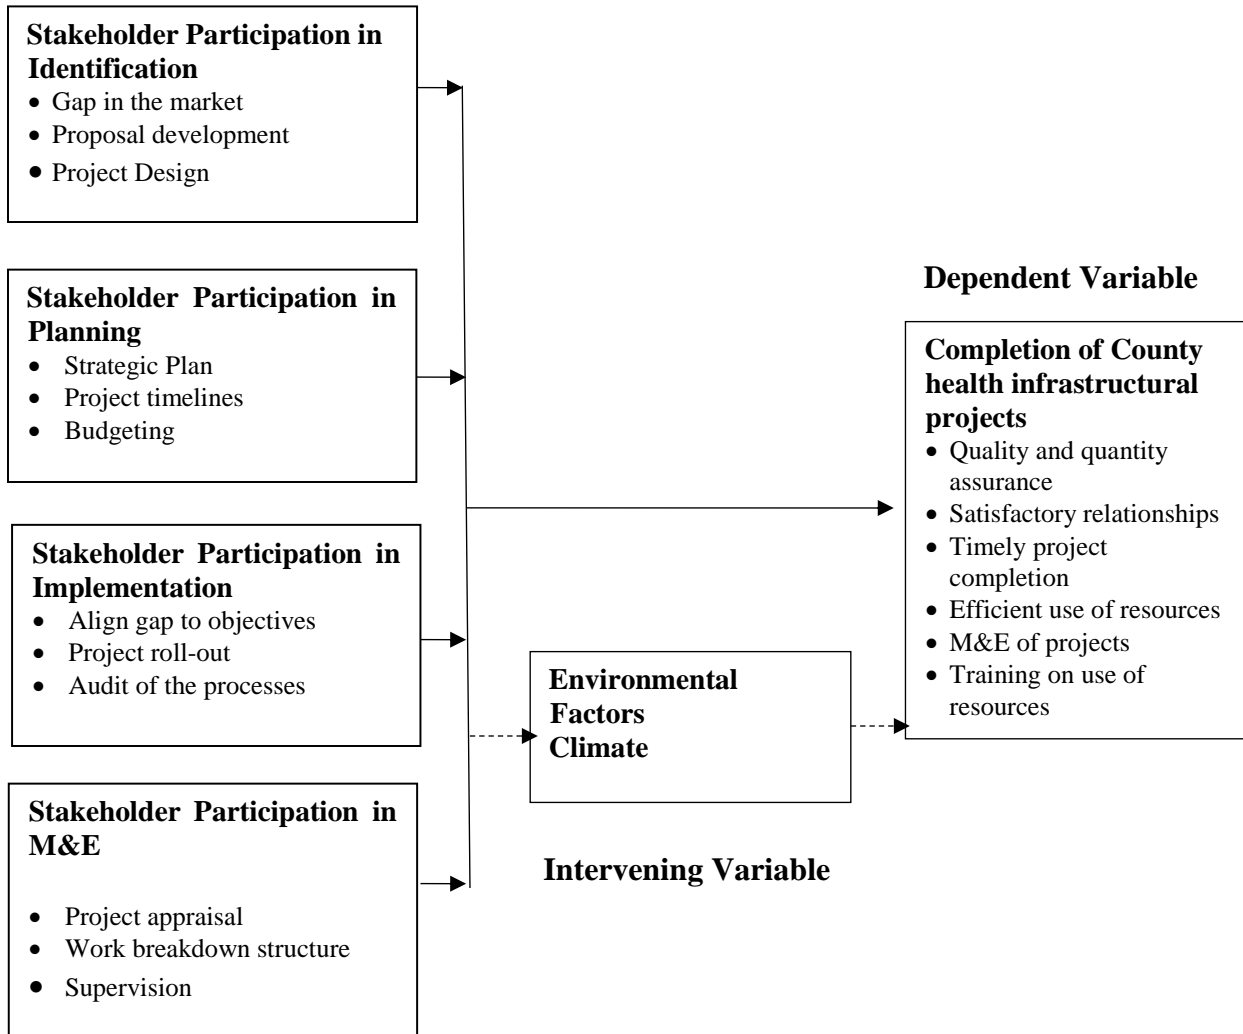 Stakeholder Participation in
Identification
• Gap in the market
• Proposal development
• Project Design
Stakeholder Participation in
Planning
• Strategic Plan
• Project timelines
• Budgeting
Stakeholder Participation in
Implementation
• Align gap to objectives
• Project roll-out
• Audit of the processes
Stakeholder Participation in
M&E
• Project appraisal
• Work breakdown structure
• Supervision
Environmental
Factors
Climate
Intervening Variable
Dependent Variable
Completion of County
health infrastructural
projects
• Quality and quantity
assurance
• Satisfactory relationships
• Timely project
completion
• Efficient use of resources
• M&E of projects
• Training on use of
resources